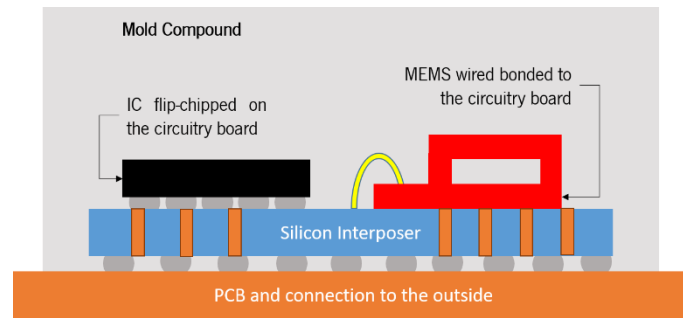 Mold Compound
MEMS wired bonded to
the circuitry board
IC flip-chipped on
the circuitry board
Silicon Interposer
PCB and connection to the outside